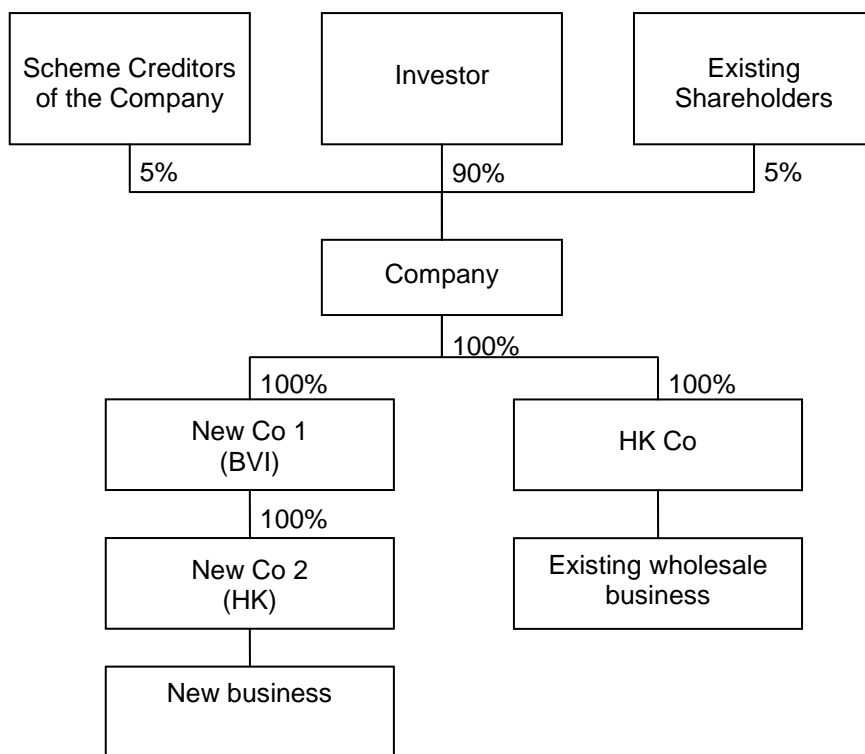 Scheme Creditors
of the Company
Investor
Existing
Shareholders
5%
90%
5%
Company
100%
100%
100%
New Co 1
(BVI)
HK Co
100%
New Co 2
(HK)
Existing wholesale
business
New business